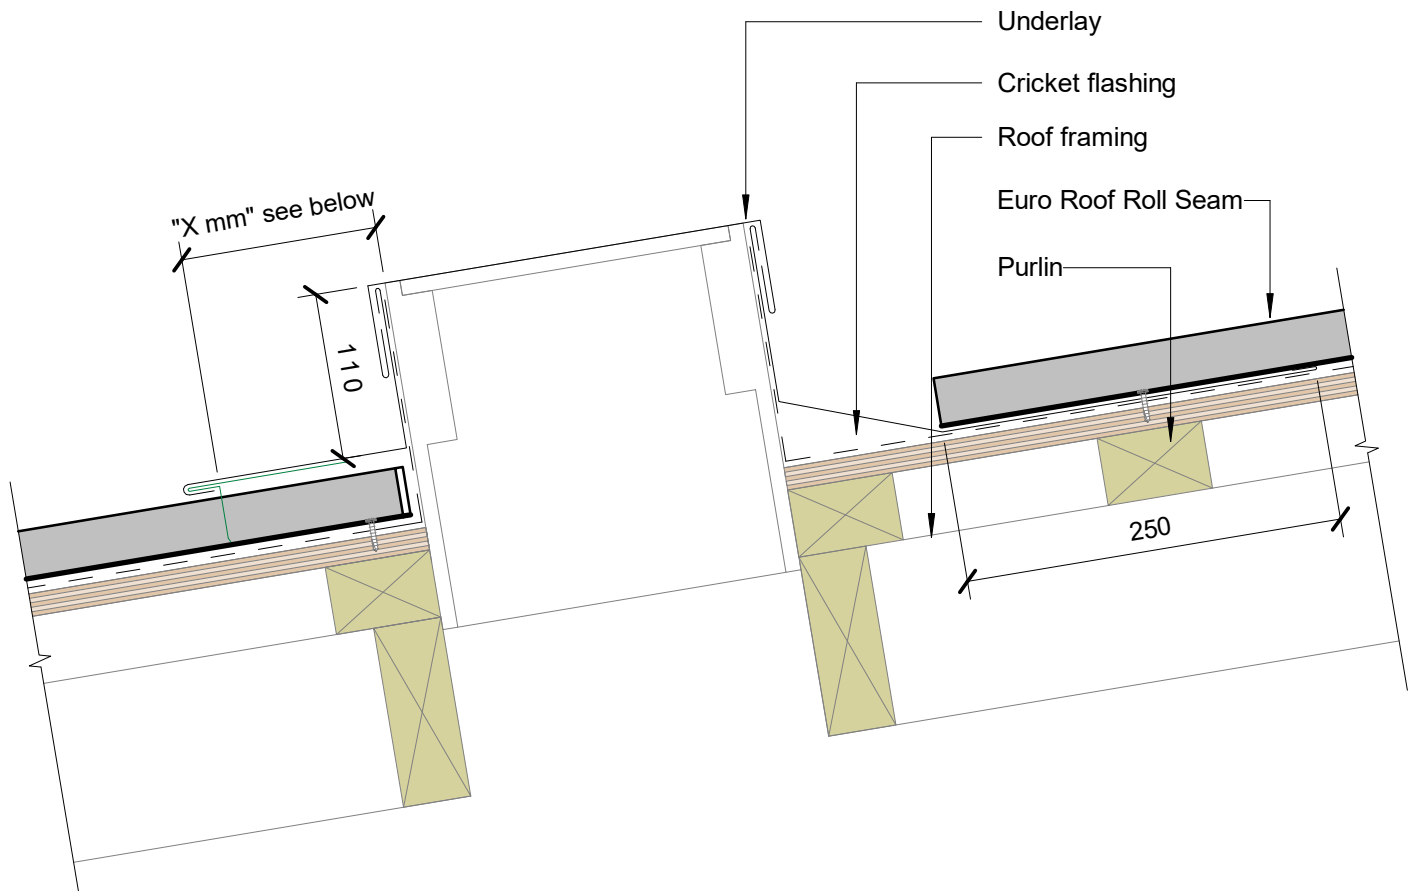 Underlay
Cricket flashing
Roof framing
"X mm" see below
Euro Roof Roll Seam
Purlin
110
250